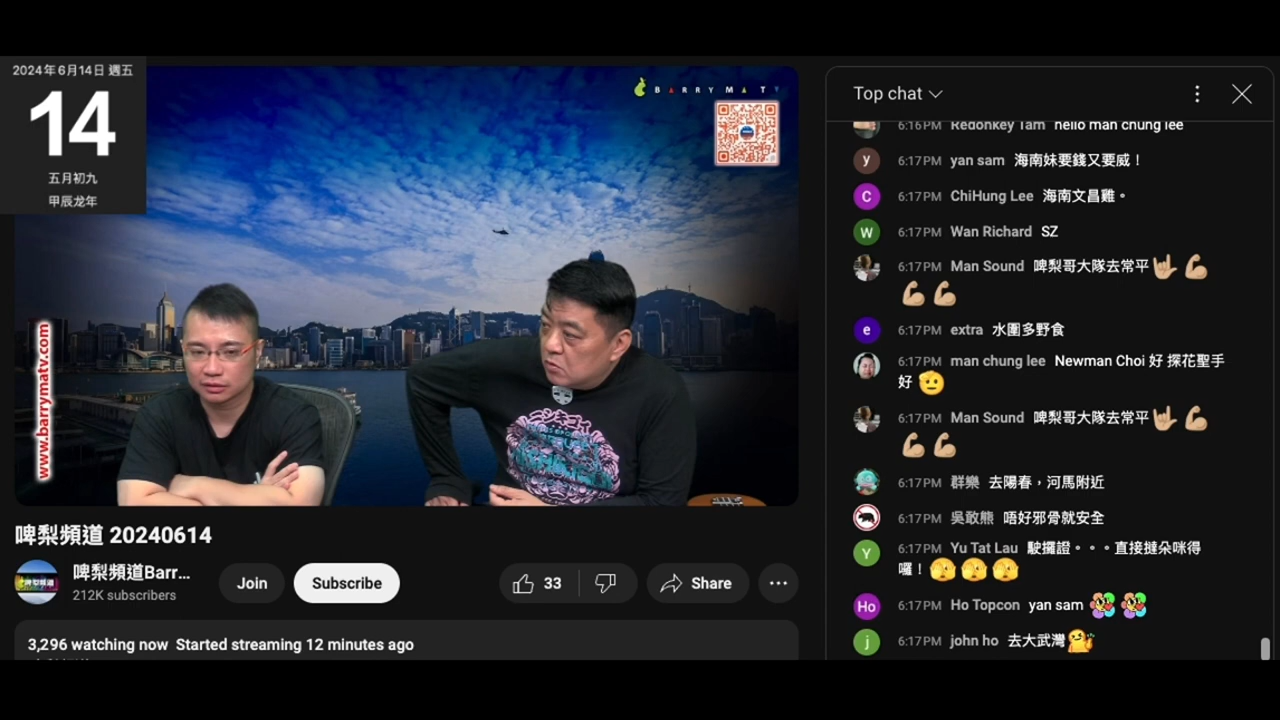 2024年6月14日 週五
14
五月初九
甲辰龙年
BARRYMATV
www.barrymatv.com
啤梨頻道 20240614
啤梨頻道
啤梨頻道Barr...
212K subscribers
Join
Subscribe
33
Share
3,296 watching now Started streaming 12 minutes ago
Top chat
6:16PM Redonkey Tam hello man chung lee
y 6:17PM yan sam 海南妹要錢又要威！
C 6:17PM ChiHung Lee 海南文昌雞。
W 6:17PM Wan Richard SZ
6:17PM Man Sound 啤梨哥大隊去常平🤟🏼💪🏼
💪🏼💪🏼
e 6:17PM extra 水圍多野食
6:17PM man chung lee Newman Choi 好 探花聖手
好 🫡
6:17PM Man Sound 啤梨哥大隊去常平🤟🏼💪🏼
💪🏼💪🏼
6:17PM 群樂 去陽春，河馬附近
6:17PM 吳敢熊 唔好邪骨就安全
Y 6:17PM Yu Tat Lau 駛攞證。。。直接撻朵咪得
囉！🫣🫣🫣
Ho 6:17PM Ho Topcon yan sam
j 6:17PM john ho 去大武灣